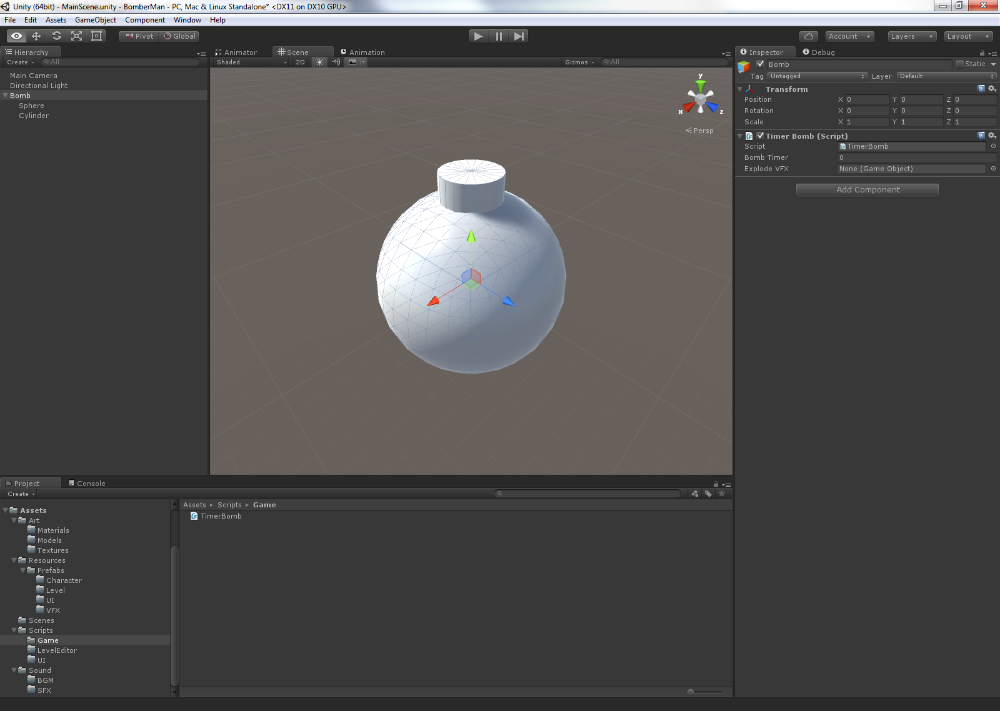 Unity (64bit) - MainScene.unity - BomberMan - PC, Mac & Linux Standalone* <DX11 on DX10 GPU>
File Edit Assets GameObject Component Window Help
Pivot Global Account Layers Layout
Hierarchy
Create All
Main Camera
Directional Light
Bomb
Sphere
Cylinder
Animator Scene Animation
Shaded 2D Gizmos All
y
x z
Persp
Inspector Debug
Bomb Static
Tag Untagged Layer Default
Transform
Position X 0 Y 0 Z 0
Rotation X 0 Y 0 Z 0
Scale X 1 Y 1 Z 1
Timer Bomb (Script)
Script TimerBomb
Bomb Timer 0
Explode VFX None (Game Object)
Add Component
Project Console
Create
Assets
Art
Materials
Models
Textures
Resources
Prefabs
Character
Level
UI
VFX
Scenes
Scripts
Game
LevelEditor
UI
Sound
BGM
SFX
Assets Scripts Game
TimerBomb